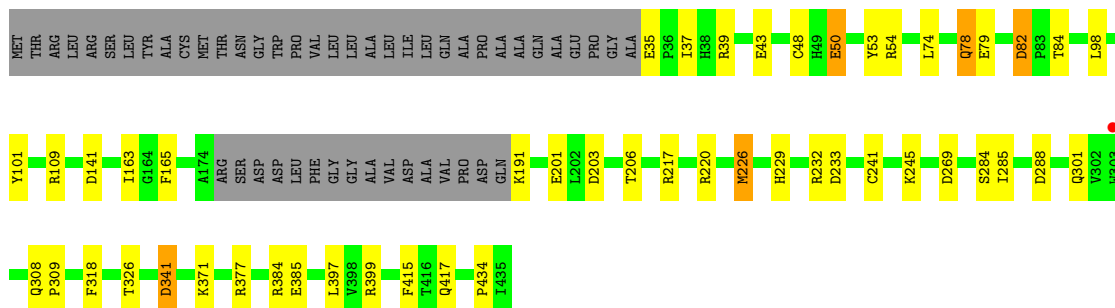 MET THR ARG LEU ARG SER LEU TYR ALA CYS MET THR ASN GLY TRP PRO VAL LEU LEU ALA LEU ILE LEU GLN ALA PRO ALA ALA GLN ALA GLU PRO GLY ALA E35 P36 I37 H38 R39 E43 C48 H49 E50 Y53 R54 L74 Q78 E79 D82 P83 T84 L98
Y101 R109 D141 I163 G164 F165 A174 ARG SER ASP ASP LEU PHE GLY GLY ALA VAL ASP ALA VAL PRO ASP GLN K191 E201 L202 D203 T206 R217 R220 M226 H229 R232 D233 C241 K245 D269 S284 I285 D288 Q301 V302
Q308 P309 F318 T326 D341 K371 R377 R384 E385 L397 V398 R399 F415 T416 Q417 P434 I435